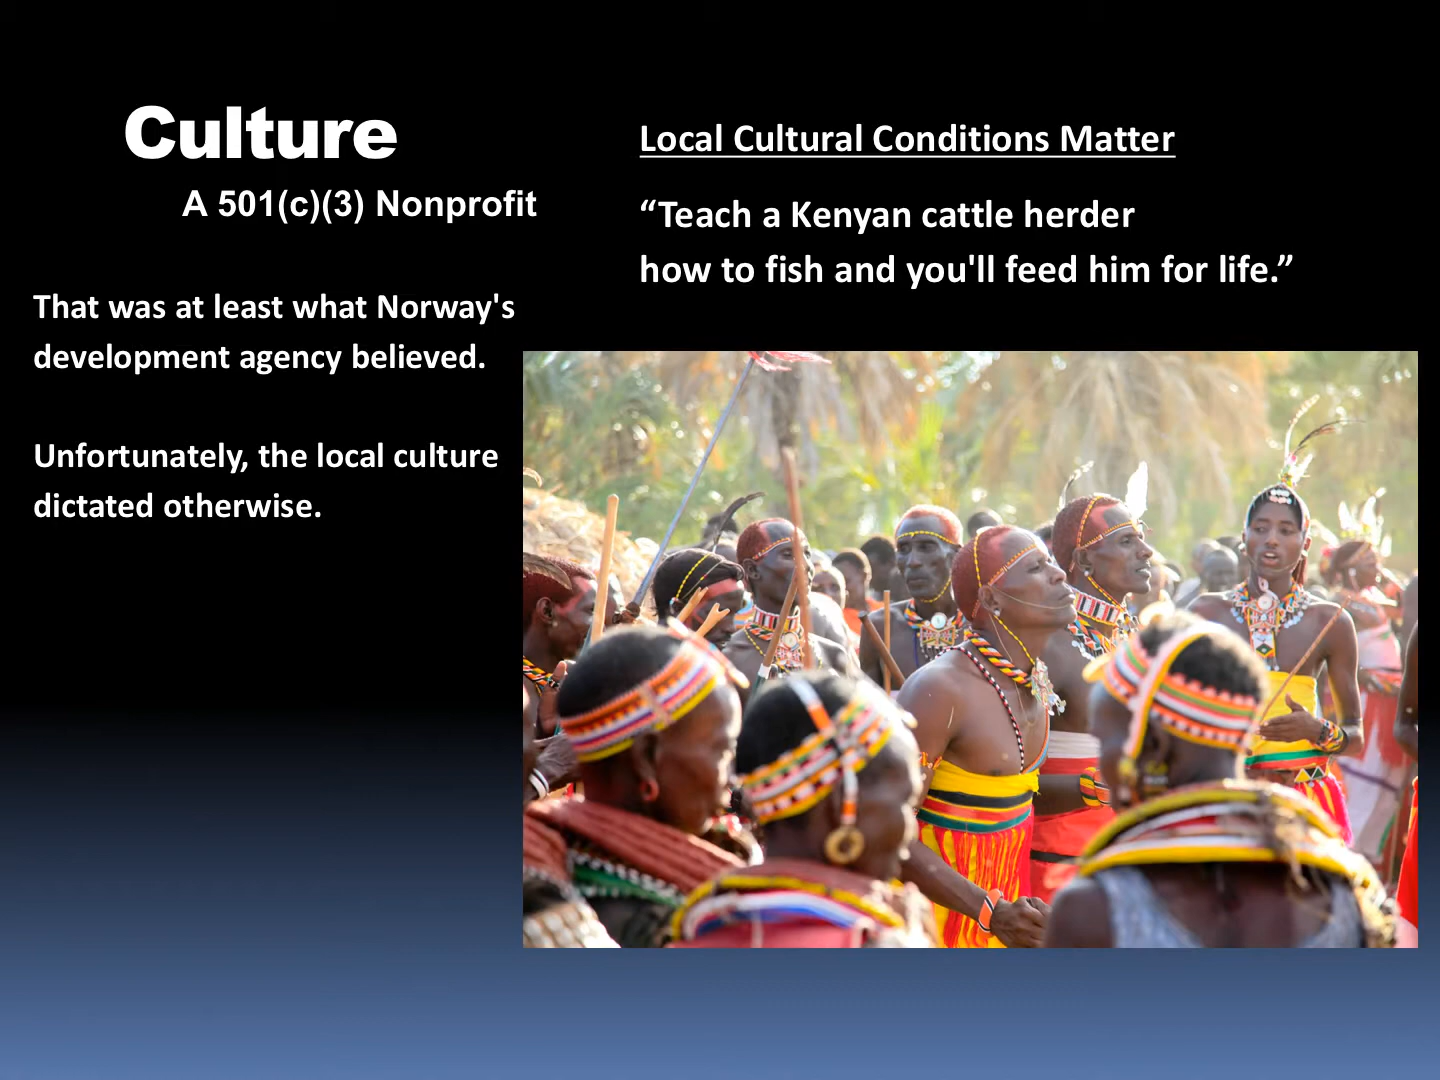 Culture
A 501(c)(3) Nonprofit
That was at least what Norway's
development agency believed.
Unfortunately, the local culture
dictated otherwise.
Local Cultural Conditions Matter
“Teach a Kenyan cattle herder
how to fish and you'll feed him for life.”